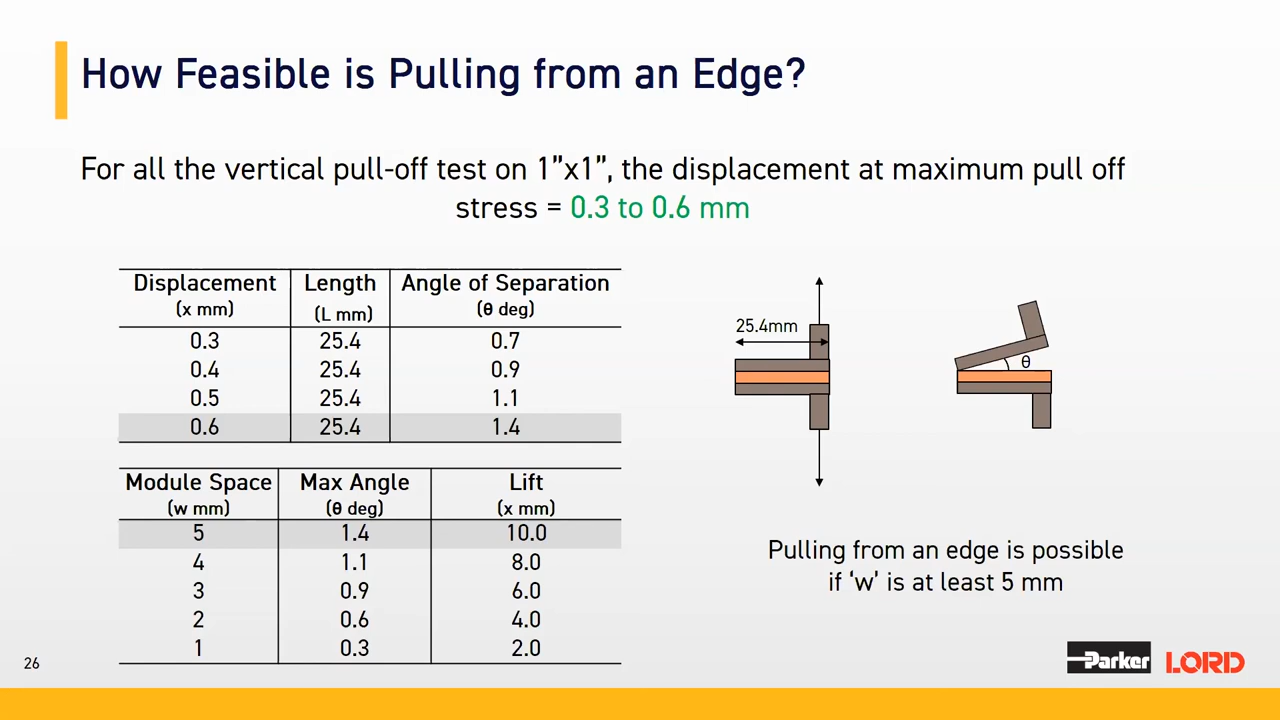 How Feasible is Pulling from an Edge?
For all the vertical pull-off test on 1”x1”, the displacement at maximum pull off
stress = 0.3 to 0.6 mm
Displacement Length Angle of Separation
(x mm) (L mm) (θ deg)
0.3 25.4 0.7
0.4 25.4 0.9
0.5 25.4 1.1
0.6 25.4 1.4
Module Space Max Angle Lift
(w mm) (θ deg) (x mm)
5 1.4 10.0
4 1.1 8.0
3 0.9 6.0
2 0.6 4.0
1 0.3 2.0
25.4mm
θ
Pulling from an edge is possible
if ‘w’ is at least 5 mm
26
Parker LORD